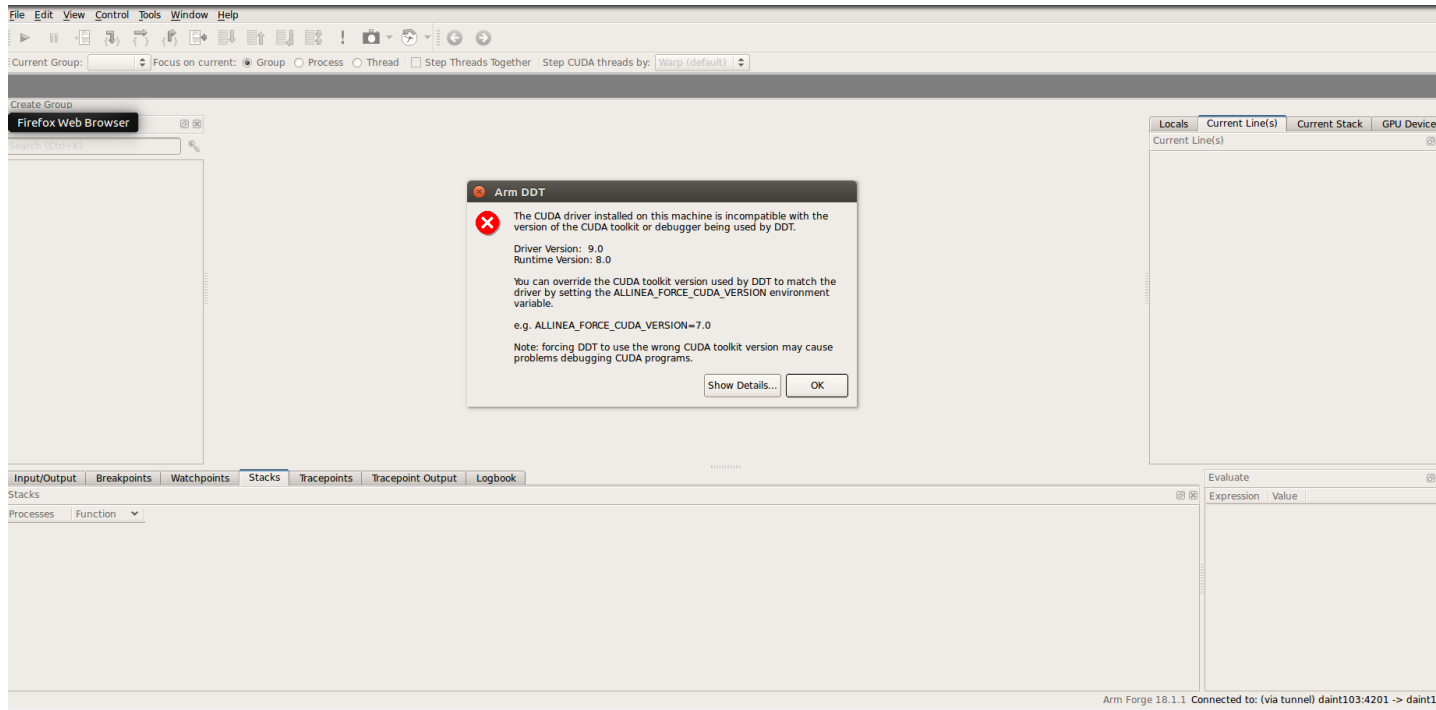 File Edit View Control Tools Window Help
Current Group: Focus on current: Group Process Thread Step Threads Together Step CUDA threads by: Warp (default)
Create Group
Firefox Web Browser
Search (Ctrl+K)
Locals Current Line(s) Current Stack GPU Device
Current Line(s)
Arm DDT
The CUDA driver installed on this machine is incompatible with the
version of the CUDA toolkit or debugger being used by DDT.
Driver Version: 9.0
Runtime Version: 8.0
You can override the CUDA toolkit version used by DDT to match the
driver by setting the ALLINEA_FORCE_CUDA_VERSION environment
variable.
e.g. ALLINEA_FORCE_CUDA_VERSION=7.0
Note: forcing DDT to use the wrong CUDA toolkit version may cause
problems debugging CUDA programs.
Show Details... OK
Input/Output Breakpoints Watchpoints Stacks Tracepoints Tracepoint Output Logbook
Stacks
Processes Function
Evaluate
Expression Value
Arm Forge 18.1.1 Connected to: (via tunnel) daint103:4201 -> daint1